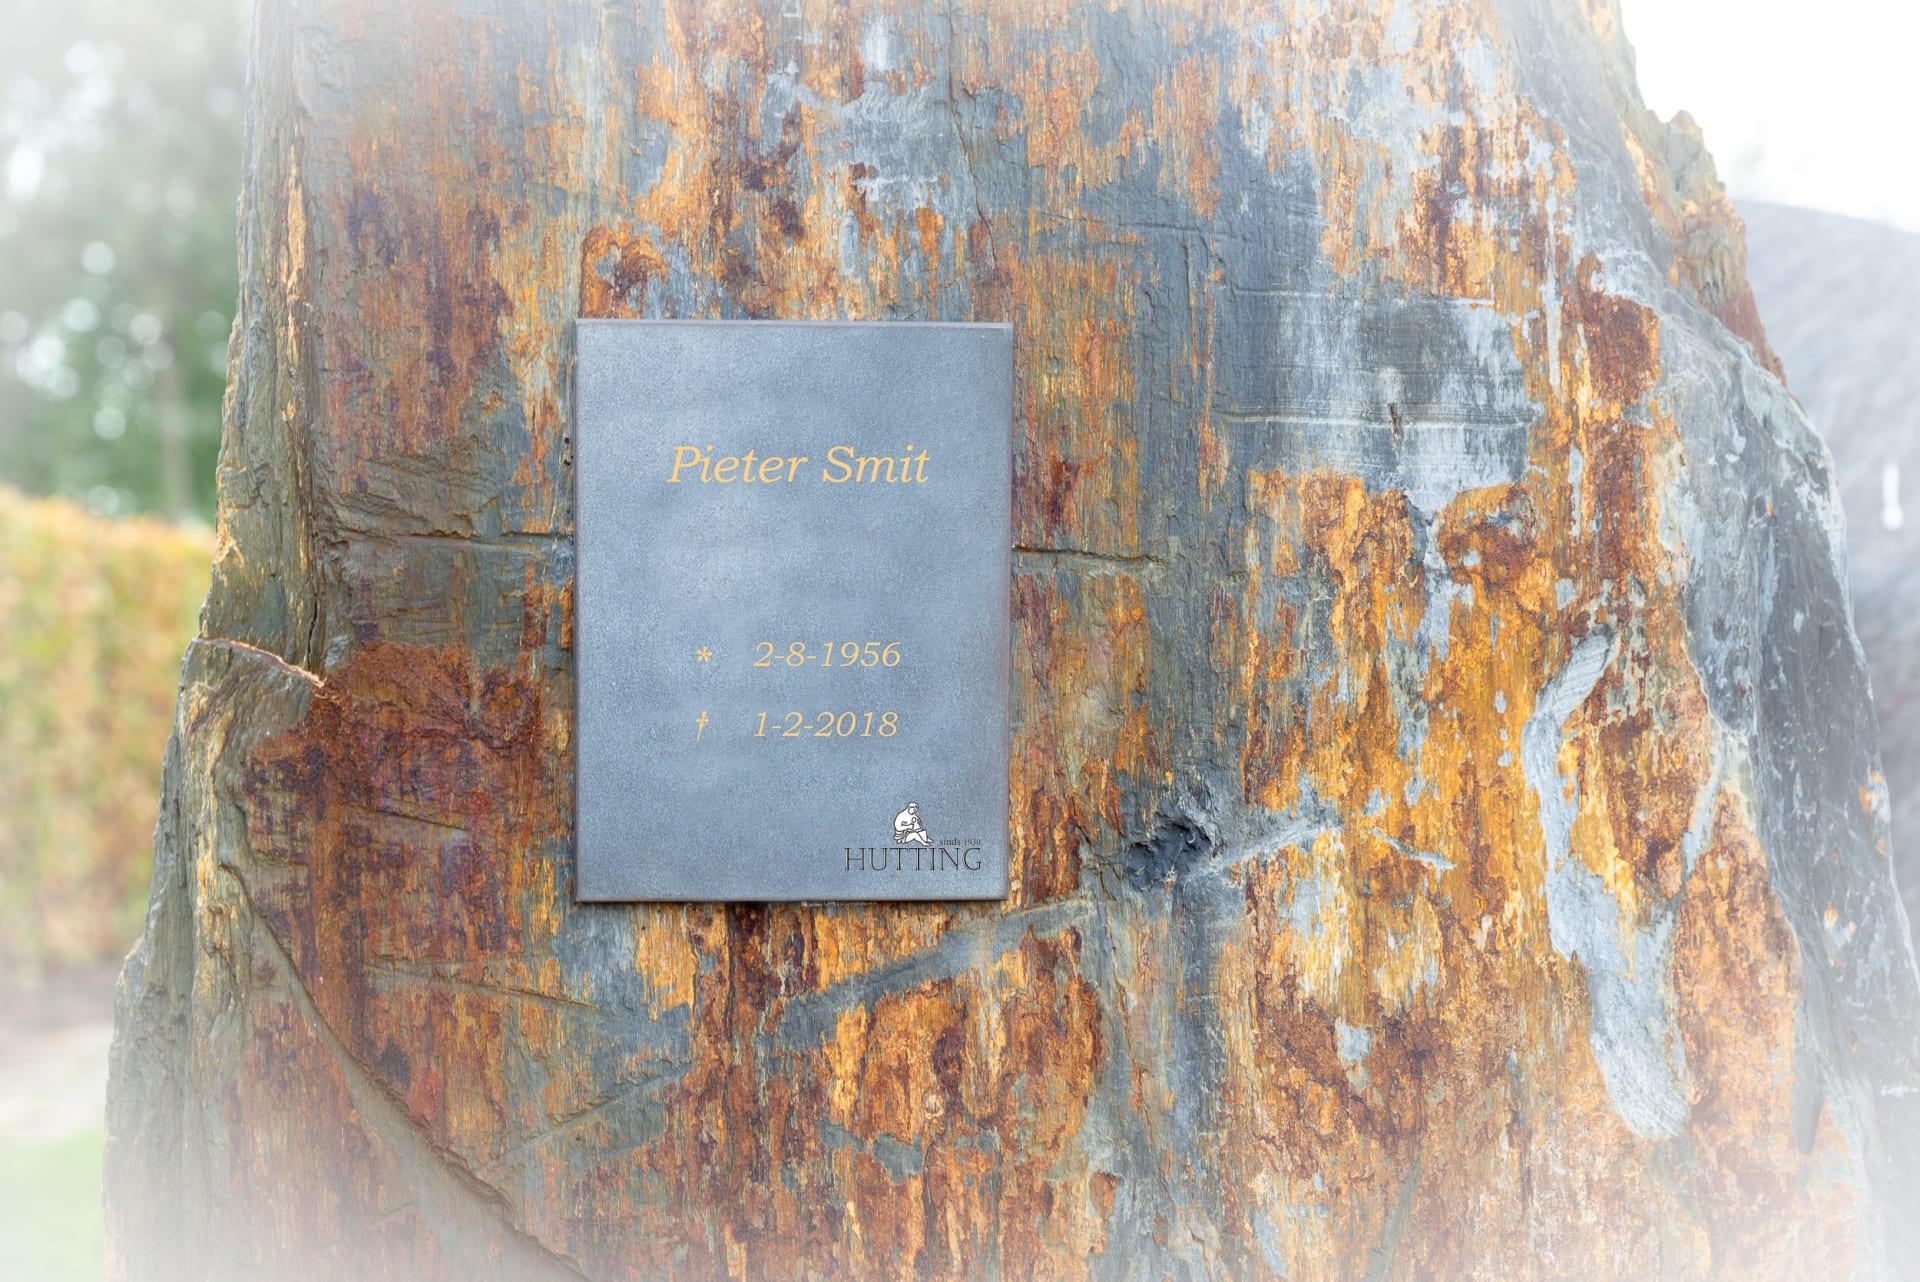 Pieter Smit
* 2-8-1956
† 1-2-2018
sinds 1930
HUTTING